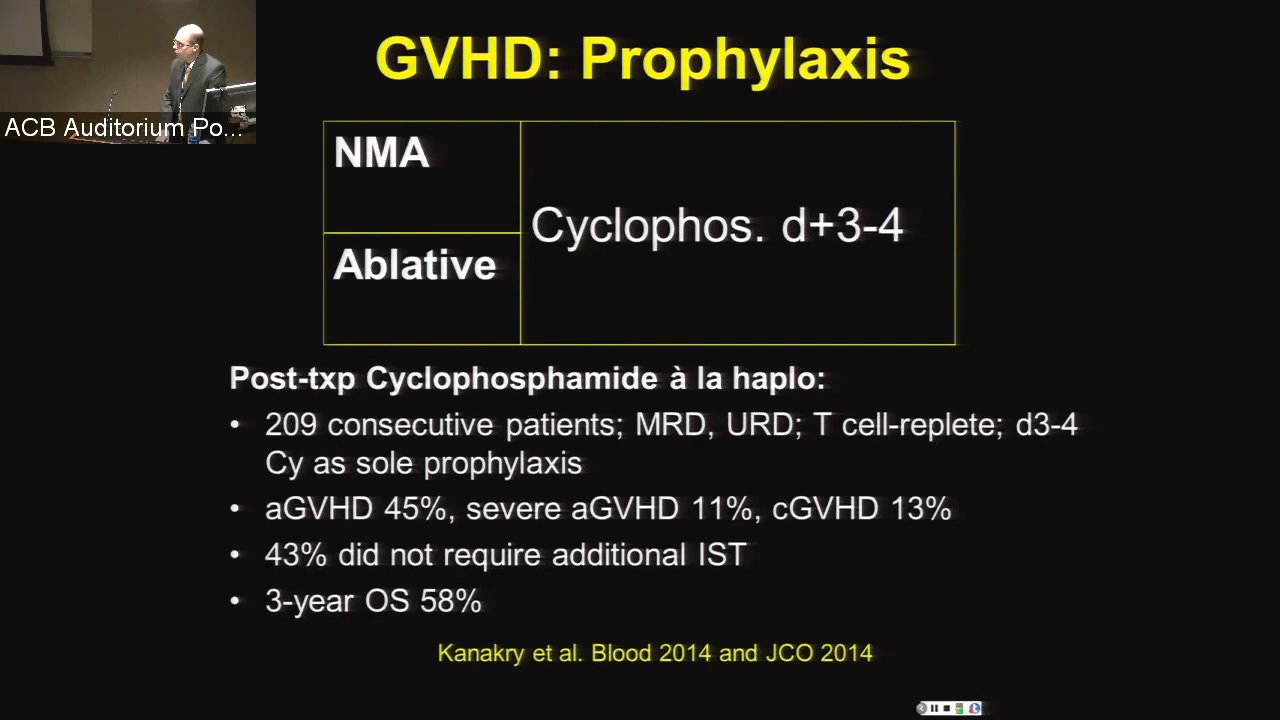 GVHD: Prophylaxis
ACB Auditorium Po...
NMA
Cyclophos. d+3-4
Ablative
Post-txp Cyclophosphamide à la haplo:
• 209 consecutive patients; MRD, URD; T cell-replete; d3-4
Cy as sole prophylaxis
• aGVHD 45%, severe aGVHD 11%, cGVHD 13%
• 43% did not require additional IST
• 3-year OS 58%
Kanakry et al. Blood 2014 and JCO 2014